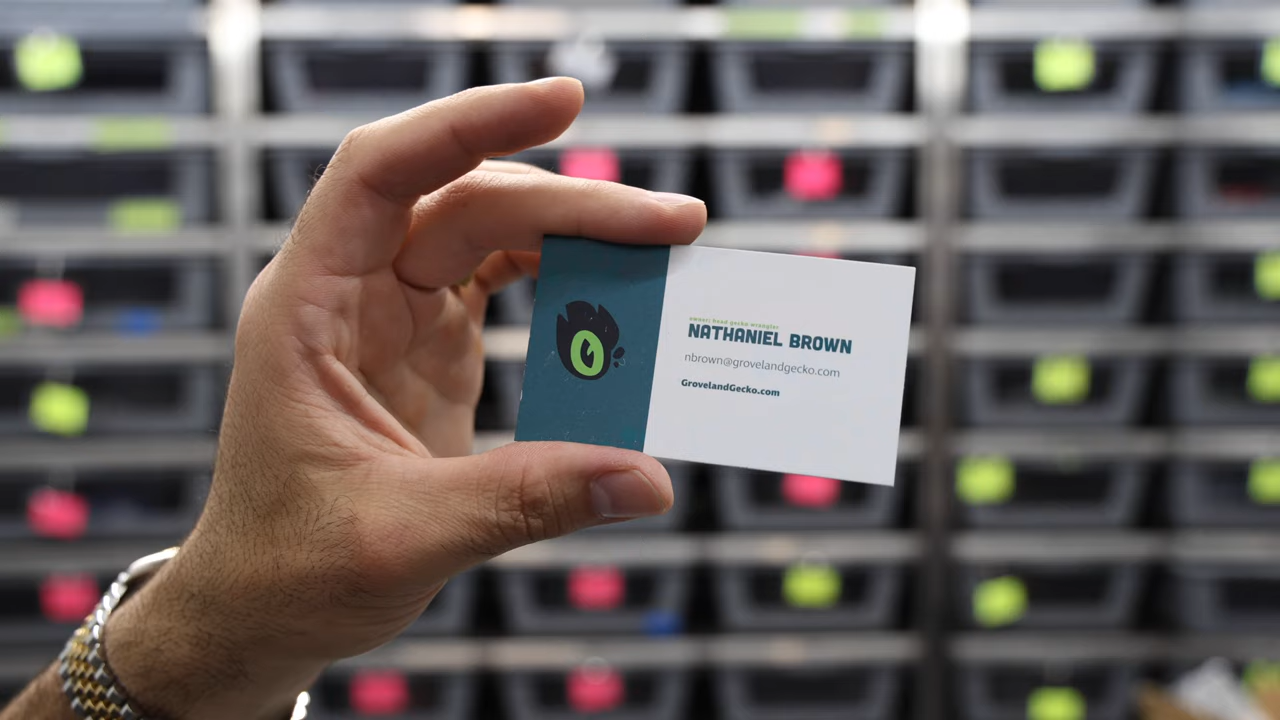 owner: head gecko wrangler
NATHANIEL BROWN
nbrown@grovelandgecko.com
GrovelandGecko.com